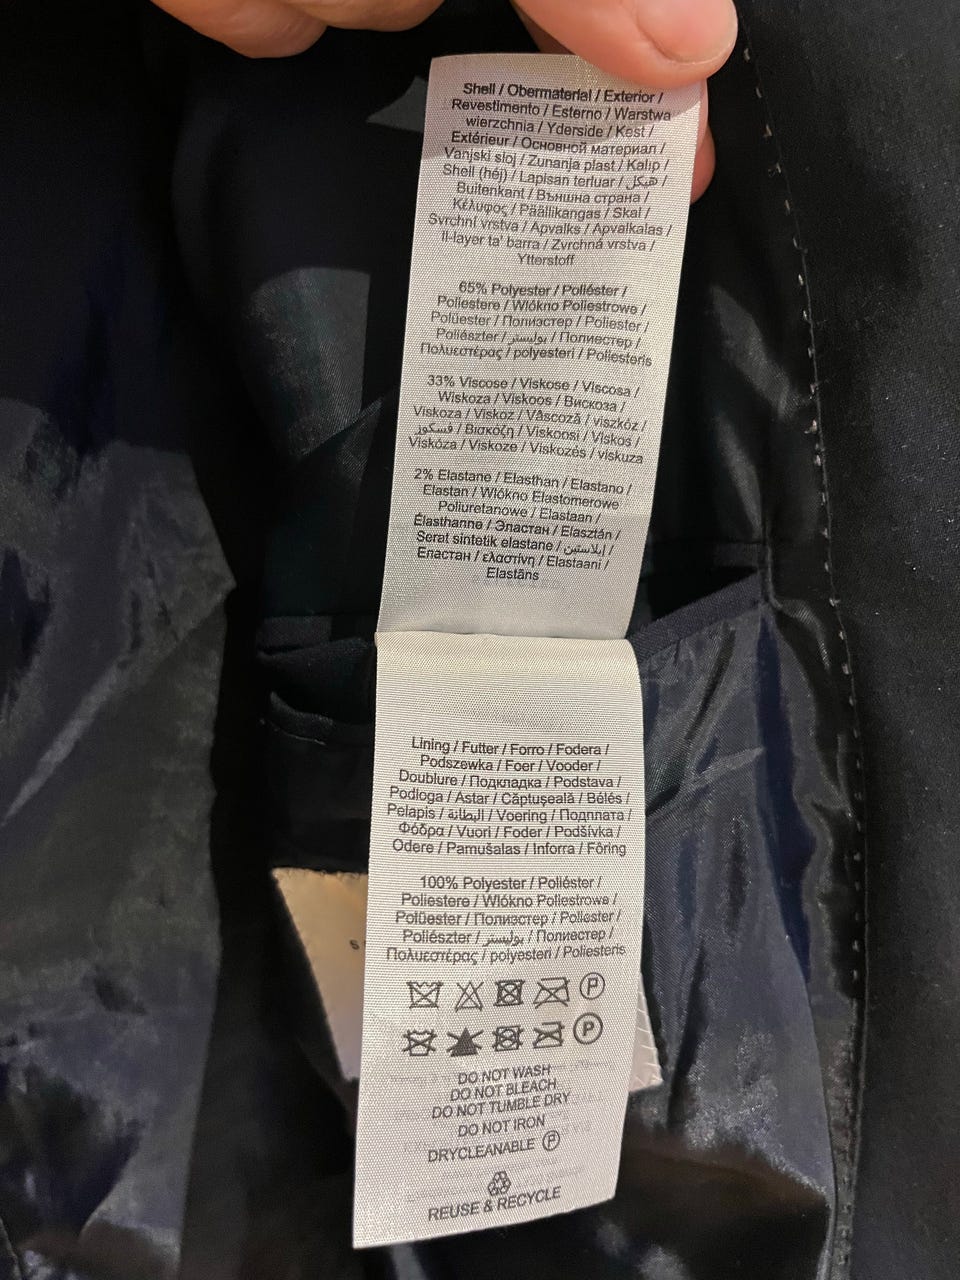 Shell / Obermaterial / Exterior /
Revestimento / Esterno / Warstwa
wierzchnia / Yderside / Kest /
Extérieur / Основной материал /
Vanjski sloj / Zunanja plast / Kalıp /
Shell (héj) / Lapisan terluar / هيكل /
Buitenkant / Външна страна /
Κέλυφος / Päällikangas / Skal /
Svrchní vrstva / Apvalks / Apvalkalas /
Il-layer ta' barra / Zvrchná vrstva /
Ytterstoff
65% Polyester / Poliéster /
Poliestere / Włókno Poliestrowe /
Polüester / Полиэстер / Poliester /
Poliészter / بوليستر / Полиестер /
Πολυεστέρας / polyesteri / Poliesteris
33% Viscose / Viskose / Viscosa /
Wiskoza / Viskoos / Вискоза /
Viskoza / Viskoz / Vâscoză / viszkóz /
فسكوز / Βισκόζη / Viskoosi / Viskos /
Viskóza / Viskoze / Viskozės / viskuza
2% Elastane / Elasthan / Elastano /
Elastan / Włókno Elastomerowe
Poliuretanowe / Elastaan /
Élasthanne / Эластан / Elasztán /
Serat sintetik elastane / إيلاستين /
Еластан / ελαστίνη / Elastaani /
Elastāns
Lining / Futter / Forro / Fodera /
Podszewka / Foer / Vooder /
Doublure / Подкладка / Podstava /
Podloga / Astar / Căptușeală / Bélés /
Pelapis / البطانة / Voering / Подплата /
Φόδρα / Vuori / Foder / Podšívka /
Odere / Pamušalas / Inforra / Fôring
100% Polyester / Poliéster /
Poliestere / Włókno Poliestrowe /
Polüester / Полиэстер / Poliester /
Poliészter / بوليستر / Полиестер /
Πολυεστέρας / polyesteri / Poliesteris
P
P
DO NOT WASH
DO NOT BLEACH
DO NOT TUMBLE DRY
DO NOT IRON
DRYCLEANABLE P
REUSE & RECYCLE